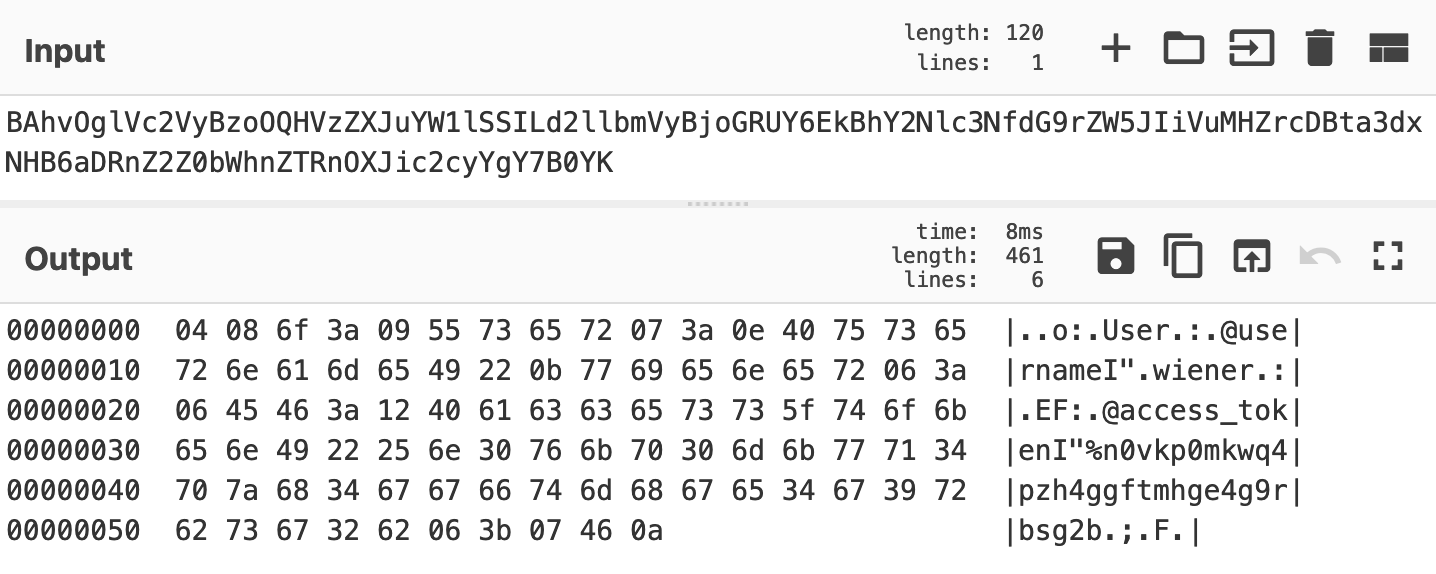 Input
length: 120
lines: 1
BAhvOglVc2VyBzoOQHVzZXJuYW1lSSILd2llbmVyBjoGRUY6EkBhY2Nlc3NfdG9rZW5JIiVuMHZrcDBta3dx
NHB6aDRnZ2Z0bWhnZTRnOXJic2cyYgY7B0YK
Output
time: 8ms
length: 461
lines: 6
00000000 04 08 6f 3a 09 55 73 65 72 07 3a 0e 40 75 73 65 |..o:.User.:.@use|
00000010 72 6e 61 6d 65 49 22 0b 77 69 65 6e 65 72 06 3a |rnameI".wiener.:|
00000020 06 45 46 3a 12 40 61 63 63 65 73 73 5f 74 6f 6b |.EF:.@access_tok|
00000030 65 6e 49 22 25 6e 30 76 6b 70 30 6d 6b 77 71 34 |enI"%n0vkp0mkwq4|
00000040 70 7a 68 34 67 67 66 74 6d 68 67 65 34 67 39 72 |pzh4ggftmhge4g9r|
00000050 62 73 67 32 62 06 3b 07 46 0a |bsg2b.;.F.|